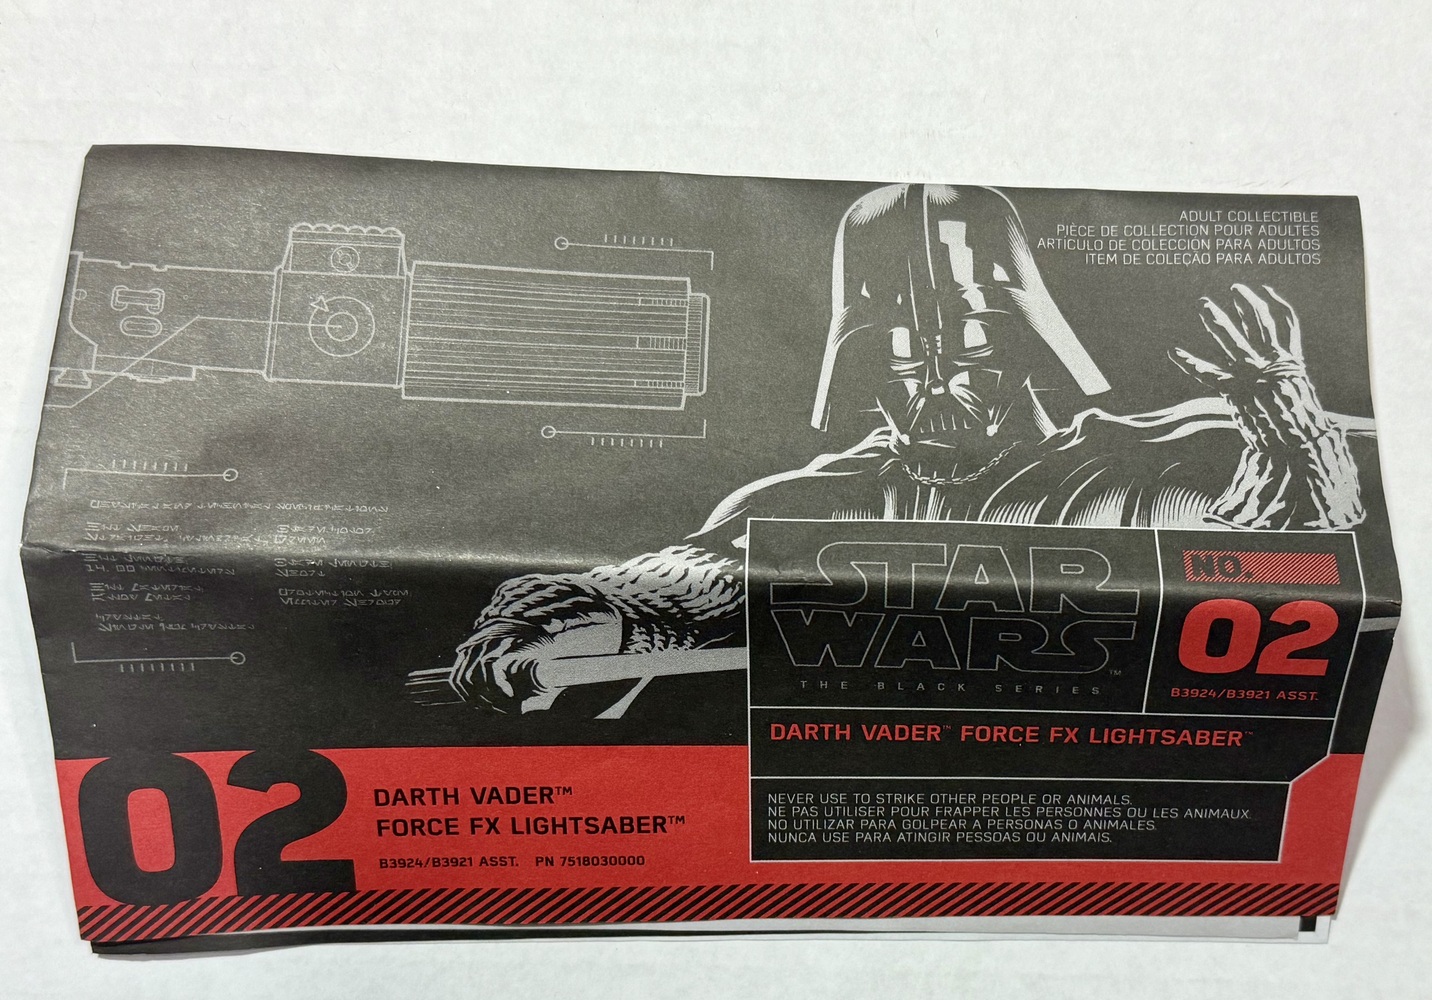 ADULT COLLECTIBLE
PIÈCE DE COLLECTION POUR ADULTES
ARTÍCULO DE COLECCIÓN PARA ADULTOS
ITEM DE COLEÇÃO PARA ADULTOS
STAR
WARS™
THE BLACK SERIES
NO.
02
B3924/B3921 ASST.
DARTH VADER™ FORCE FX LIGHTSABER™
NEVER USE TO STRIKE OTHER PEOPLE OR ANIMALS.
NE PAS UTILISER POUR FRAPPER LES PERSONNES OU LES ANIMAUX.
NO UTILIZAR PARA GOLPEAR A PERSONAS O ANIMALES.
NUNCA USE PARA ATINGIR PESSOAS OU ANIMAIS.
02
DARTH VADER™
FORCE FX LIGHTSABER™
B3924/B3921 ASST. PN 7518030000